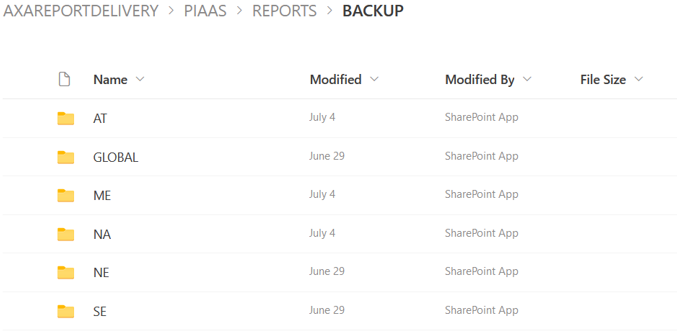 AXAREPORTDELIVERY > PIAAS > REPORTS > BACKUP
Name Modified Modified By File Size
AT July 4 SharePoint App
GLOBAL June 29 SharePoint App
ME July 4 SharePoint App
NA July 4 SharePoint App
NE June 29 SharePoint App
SE June 29 SharePoint App